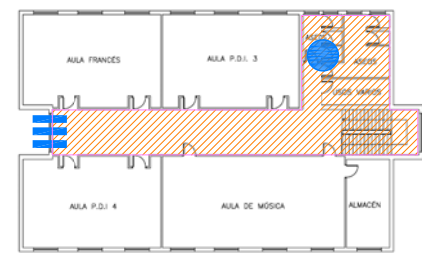 ASEOS
AULA FRANCÉS
AULA P.D.I. 3
ASEOS
USOS VARIOS
AULA P.D.I 4
AULA DE MÚSICA
ALMACÉN